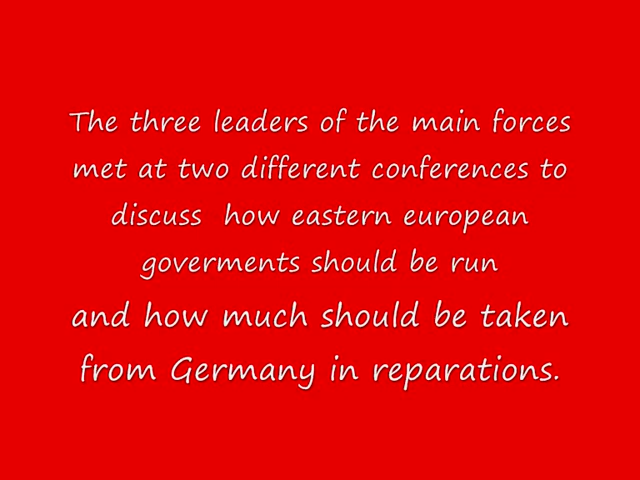 The three leaders of the main forces
met at two different conferences to
discuss  how eastern european
goverments should be run
and how much should be taken
from Germany in reparations.